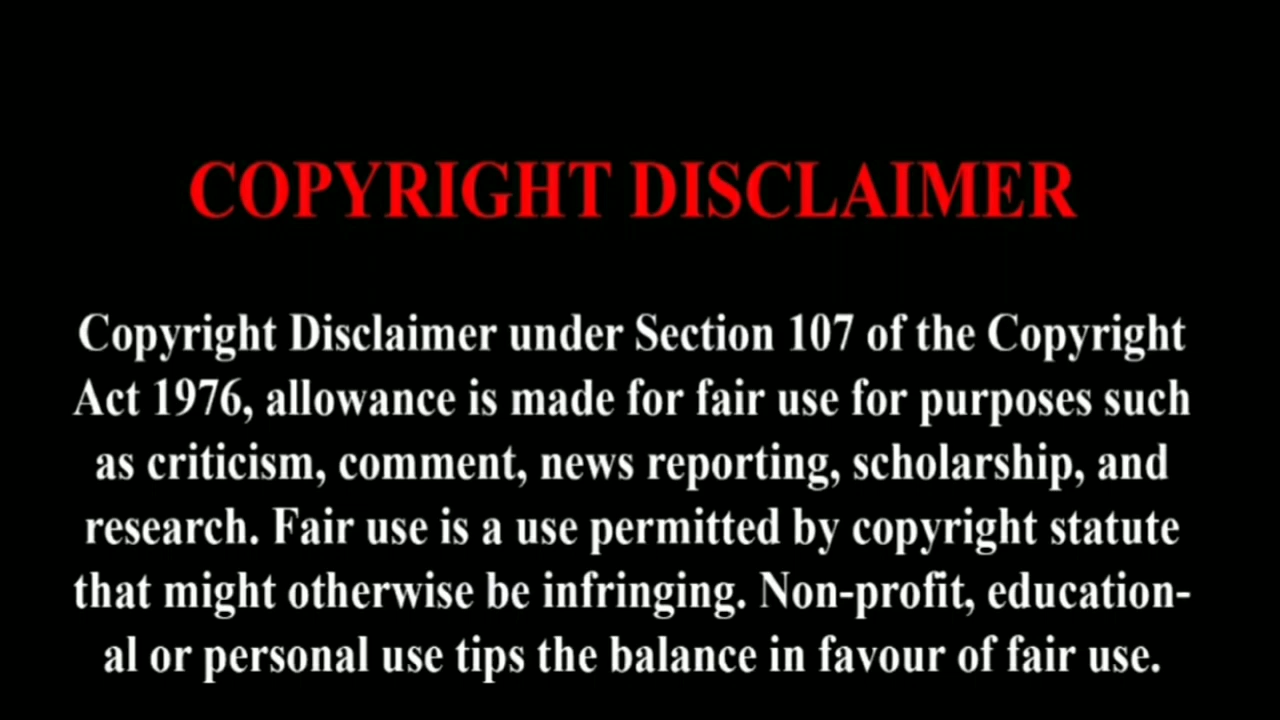 COPYRIGHT DISCLAIMER
Copyright Disclaimer under Section 107 of the Copyright
Act 1976, allowance is made for fair use for purposes such
as criticism, comment, news reporting, scholarship, and
research. Fair use is a use permitted by copyright statute
that might otherwise be infringing. Non-profit, education-
al or personal use tips the balance in favour of fair use.